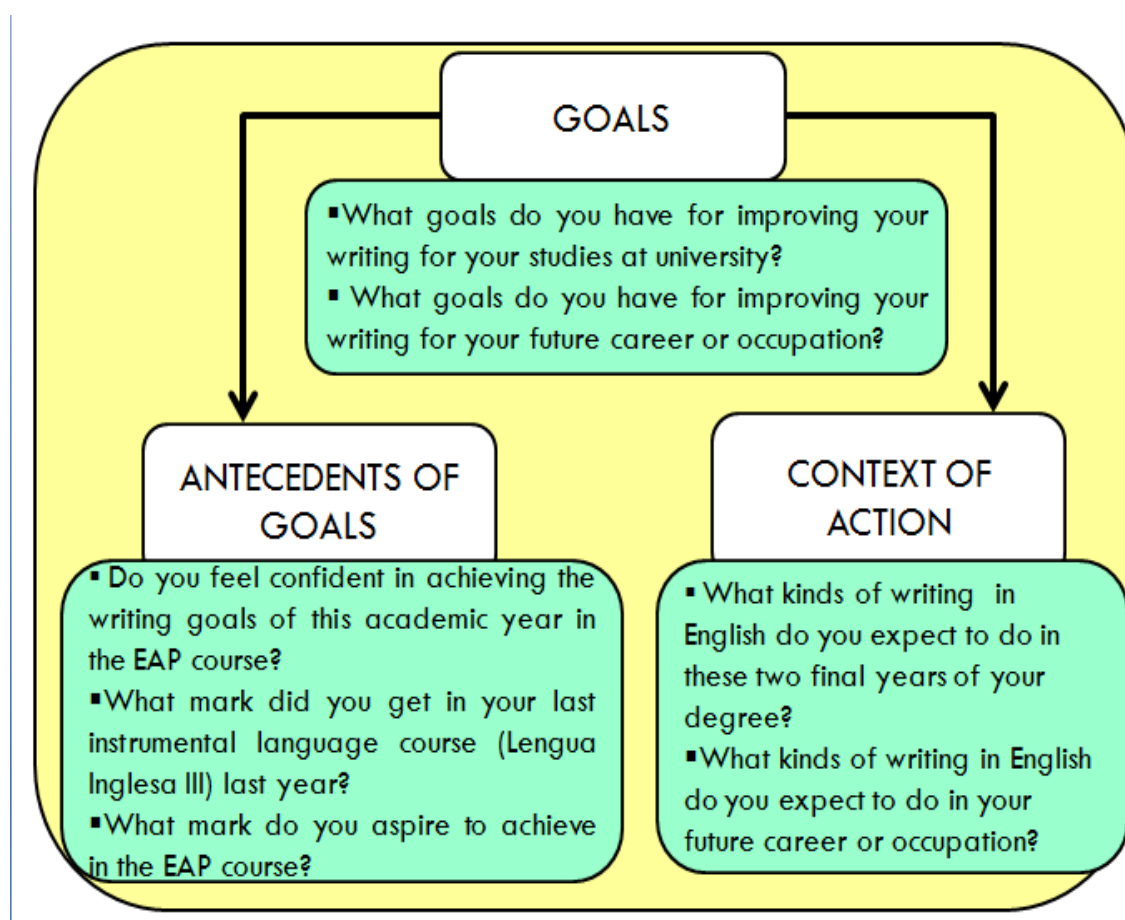 GOALS
▪What goals do you have for improving your
writing for your studies at university?
▪ What goals do you have for improving your
writing for your future career or occupation?
ANTECEDENTS OF
GOALS
▪ Do you feel confident in achieving the
writing goals of this academic year in
the EAP course?
▪What mark did you get in your last
instrumental language course (Lengua
Inglesa III) last year?
▪What mark do you aspire to achieve
in the EAP course?
CONTEXT OF
ACTION
▪ What kinds of writing in
English do you expect to do in
these two final years of your
degree?
▪What kinds of writing in English
do you expect to do in your
future career or occupation?